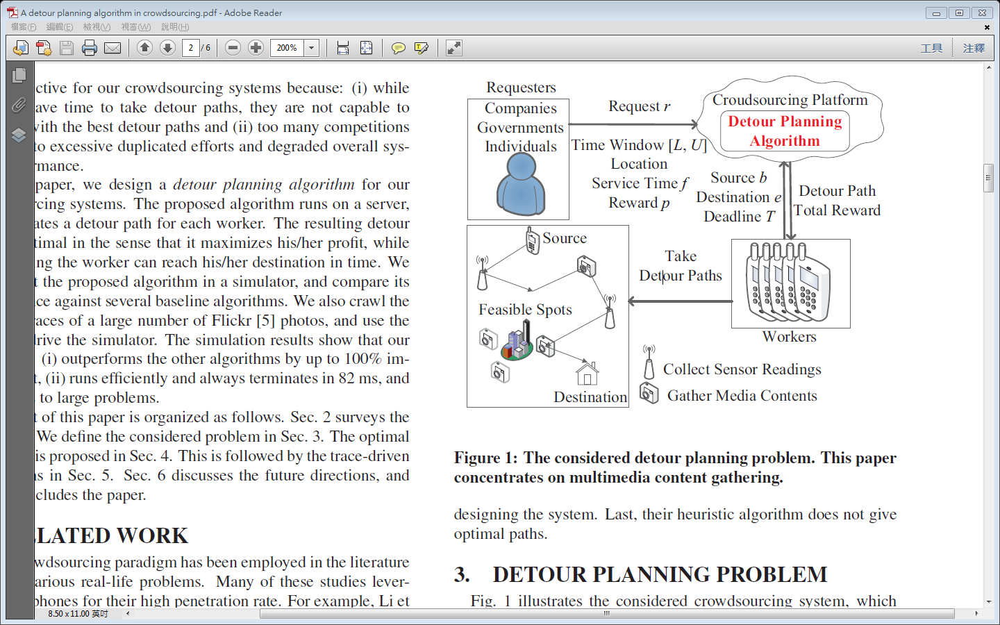 A detour planning algorithm in crowdsourcing.pdf - Adobe Reader
檔案(F) 編輯(E) 檢視(V) 視窗(W) 說明(H)
2 / 6 200% 工具 注釋
ctive for our crowdsourcing systems because: (i) while
ave time to take detour paths, they are not capable to
vith the best detour paths and (ii) too many competitions
to excessive duplicated efforts and degraded overall sys-
rmance.
paper, we design a detour planning algorithm for our
rcing systems. The proposed algorithm runs on a server,
ates a detour path for each worker. The resulting detour
timal in the sense that it maximizes his/her profit, while
ing the worker can reach his/her destination in time. We
t the proposed algorithm in a simulator, and compare its
ce against several baseline algorithms. We also crawl the
races of a large number of Flickr [5] photos, and use the
drive the simulator. The simulation results show that our
(i) outperforms the other algorithms by up to 100% im-
t, (ii) runs efficiently and always terminates in 82 ms, and
to large problems.
t of this paper is organized as follows. Sec. 2 surveys the
We define the considered problem in Sec. 3. The optimal
is proposed in Sec. 4. This is followed by the trace-driven
ns in Sec. 5. Sec. 6 discusses the future directions, and
cludes the paper.
ELATED WORK
wdsourcing paradigm has been employed in the literature
arious real-life problems. Many of these studies lever-
phones for their high penetration rate. For example, Li et
Requesters
Companies
Governments
Individuals
Request r
Time Window [L, U]
Location
Service Time f
Reward p
Croudsourcing Platform
Detour Planning
Algorithm
Source b
Destination e
Deadline T
Detour Path
Total Reward
Source
Feasible Spots
Destination
Take
Detour Paths
Workers
Collect Sensor Readings
Gather Media Contents
Figure 1: The considered detour planning problem. This paper
concentrates on multimedia content gathering.
designing the system. Last, their heuristic algorithm does not give
optimal paths.
3. DETOUR PLANNING PROBLEM
Fig. 1 illustrates the considered crowdsourcing system, which
8.50 x 11.00 英吋